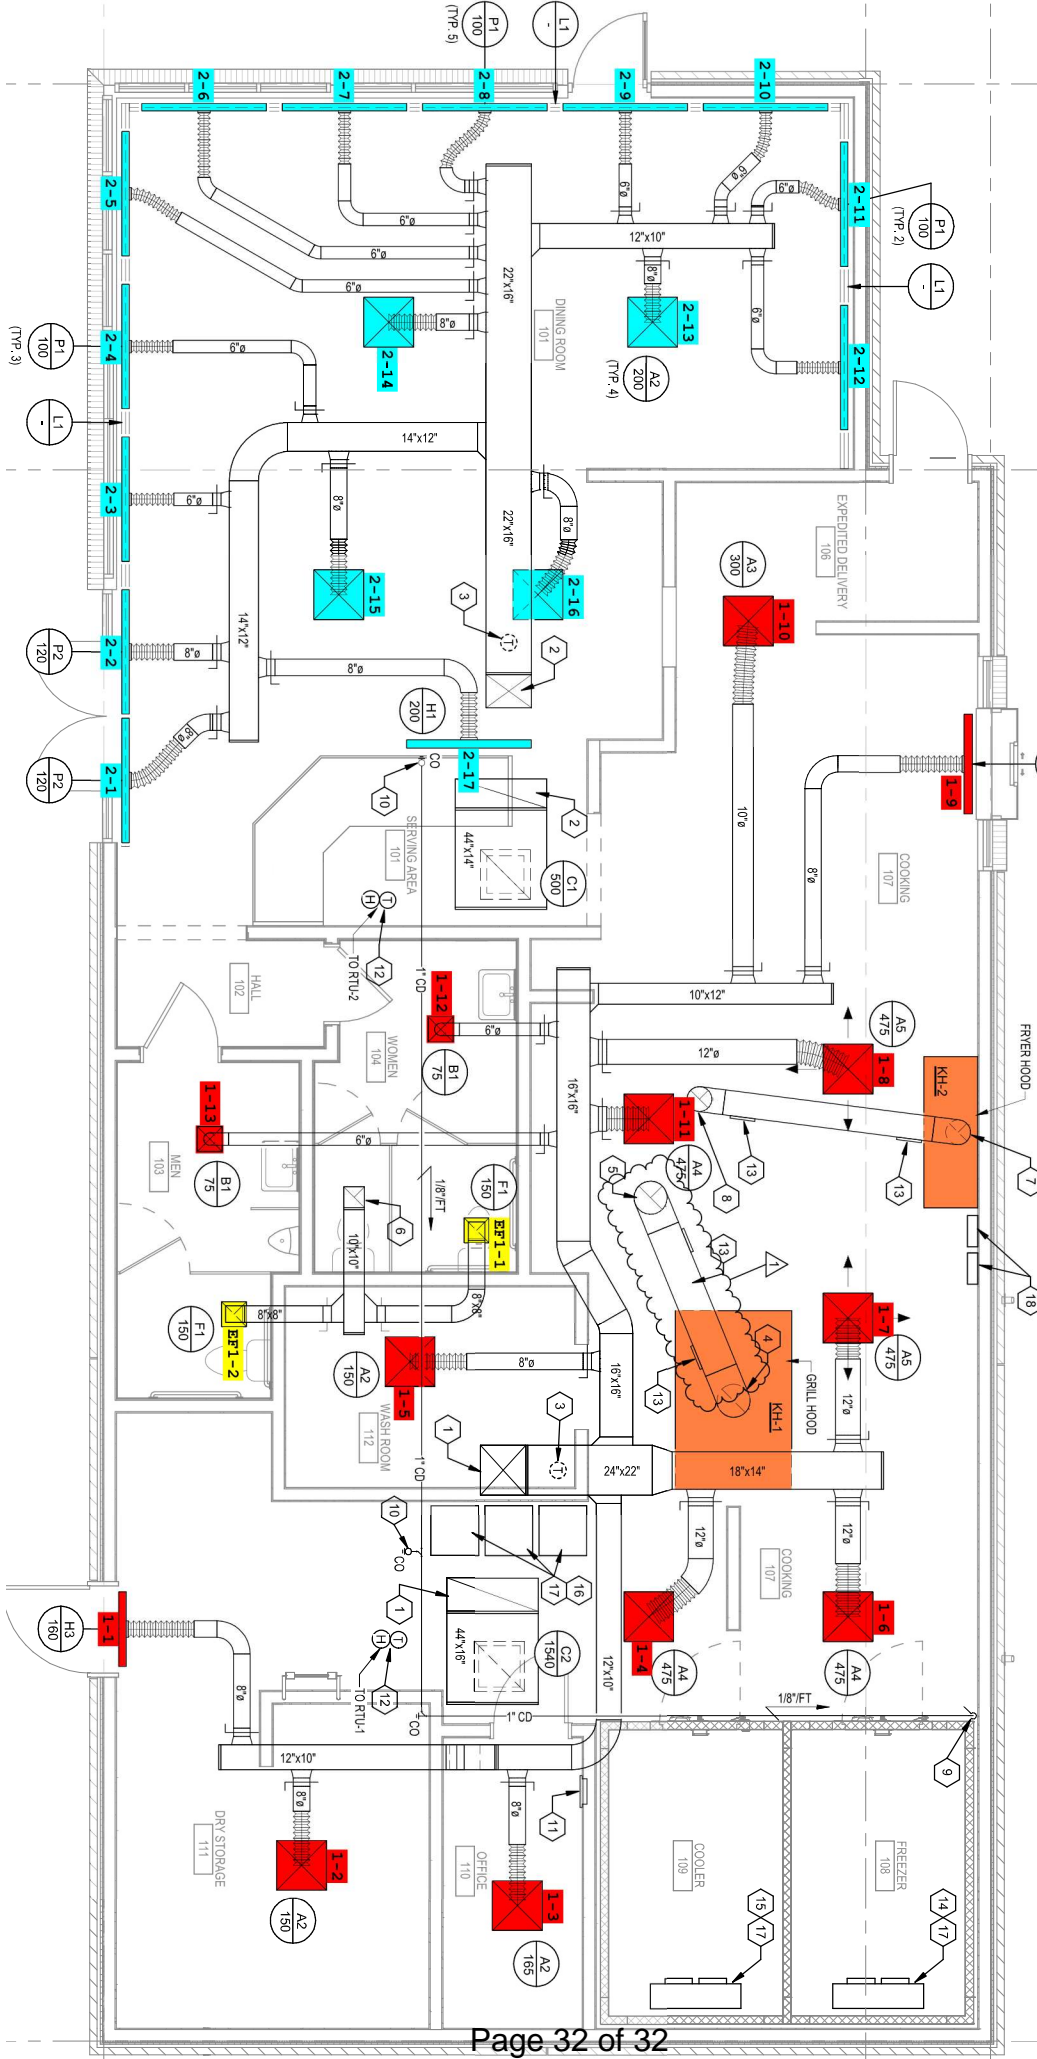 P1
100
(TYP. 5)
L1
-
2-6
2-7
2-8
2-9
2-10
2-5
2-11
P1
100
(TYP. 2)
L1
-
6"ø
6"ø
6"ø
6"ø
6"ø
6"ø
12"x10"
8"ø
22"x16"
DINING ROOM
101
8"ø
2-14
2-13
A2
200
(TYP. 4)
6"ø
2-12
P1
100
(TYP. 3)
2-4
6"ø
L1
-
14"x12"
2-3
6"ø
8"ø
22"x16"
8"ø
EXPEDITED DELIVERY
106
2-15
2-16
A3
300
1-10
3
T
2
P2
120
2-2
8"ø
14"x12"
8"ø
H1
200
P2
120
2-1
8"ø
CO
2-17
10
2
44"x14"
C1
500
SERVING AREA
101
1-9
10"ø
8"ø
COOKING
107
T
H
12
TO RTU-2
1" CD
HALL
102
1-12
6"ø
10"x12"
WOMEN
104
B1
75
16"x16"
12"ø
A5
475
1-8
FRYER HOOD
KH-2
1-13
6"ø
1-11
A4
475
13
8
13
7
MEN
103
B1
75
1/8"/FT
F1
150
5
6
EF1-1
10"x10"
13
1
18
8"x8"
8"x8"
F1
150
EF1-2
A2
150
1-5
8"ø
16"x16"
4
13
KH-1
GRILL HOOD
1-7
A5
475
12"ø
WASH ROOM
112
1
3
T
1" CD
24"x22"
18"x14"
10
CO
17
16
12"ø
12"ø
COOKING
107
H3
160
1-1
1
T
H
12
TO RTU-1
44"x16"
C2
1540
12"x10"
1-4
A4
475
1-6
A4
475
8"ø
CO
1" CD
1/8"/FT
9
12"x10"
8"ø
8"ø
11
DRY STORAGE
111
1-2
A2
150
OFFICE
110
1-3
A2
165
COOLER
109
FREEZER
108
15
17
14
17
Page 32 of 32